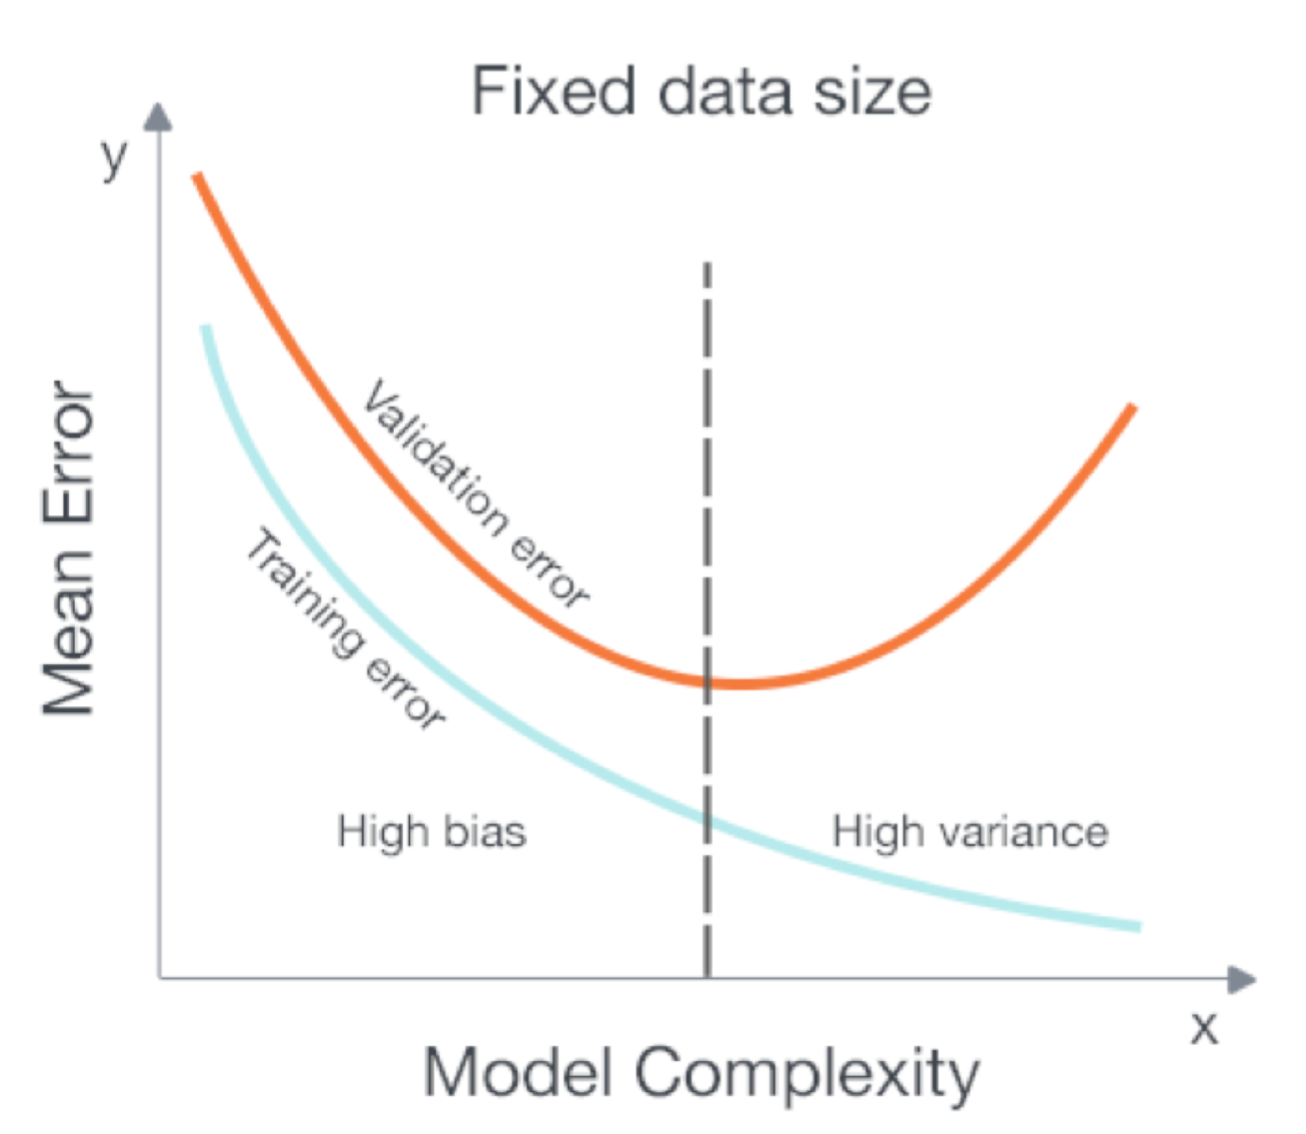 Fixed data size
y
Mean Error
Validation error
Training error
High bias
High variance
x
Model Complexity